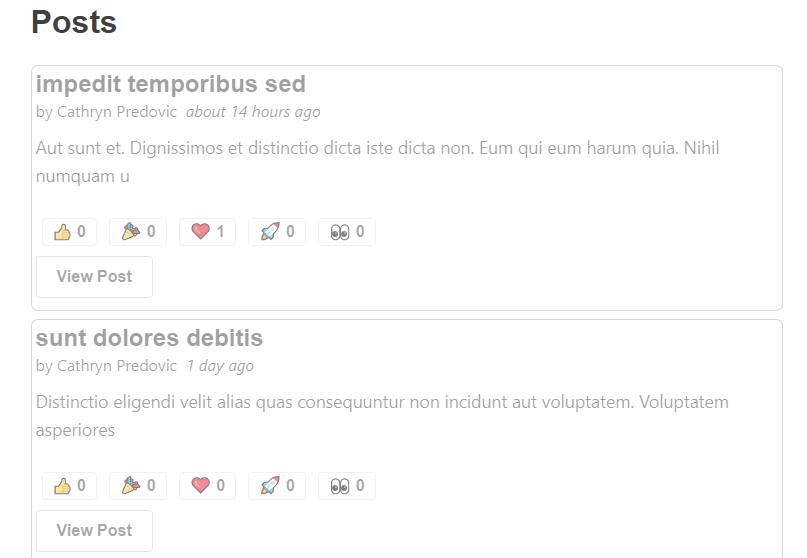 Posts
impedit temporibus sed
by Cathryn Predovic about 14 hours ago
Aut sunt et. Dignissimos et distinctio dicta iste dicta non. Eum qui eum harum quia. Nihil
numquam u
👍 0 🎉 0 ❤️ 1 🚀 0 👀 0
View Post
sunt dolores debitis
by Cathryn Predovic 1 day ago
Distinctio eligendi velit alias quas consequuntur non incidunt aut voluptatem. Voluptatem
asperiores
👍 0 🎉 0 ❤️ 0 🚀 0 👀 0
View Post